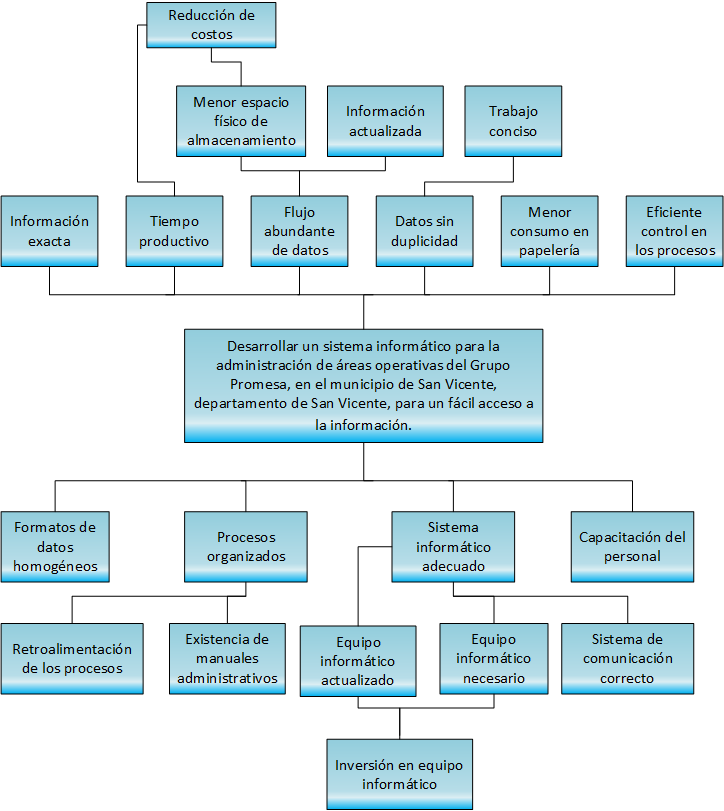 Reducción de
costos
Menor espacio
físico de
almacenamiento
Información
actualizada
Trabajo
conciso
Información
exacta
Tiempo
productivo
Flujo
abundante
de datos
Datos sin
duplicidad
Menor
consumo en
papelería
Eficiente
control en
los procesos
Desarrollar un sistema informático para la
administración de áreas operativas del Grupo
Promesa, en el municipio de San Vicente,
departamento de San Vicente, para un fácil acceso a
la información.
Formatos de
datos
homogéneos
Procesos
organizados
Sistema
informático
adecuado
Capacitación del
personal
Retroalimentación
de los procesos
Existencia de
manuales
administrativos
Equipo
informático
actualizado
Equipo
informático
necesario
Sistema de
comunicación
correcto
Inversión en equipo
informático